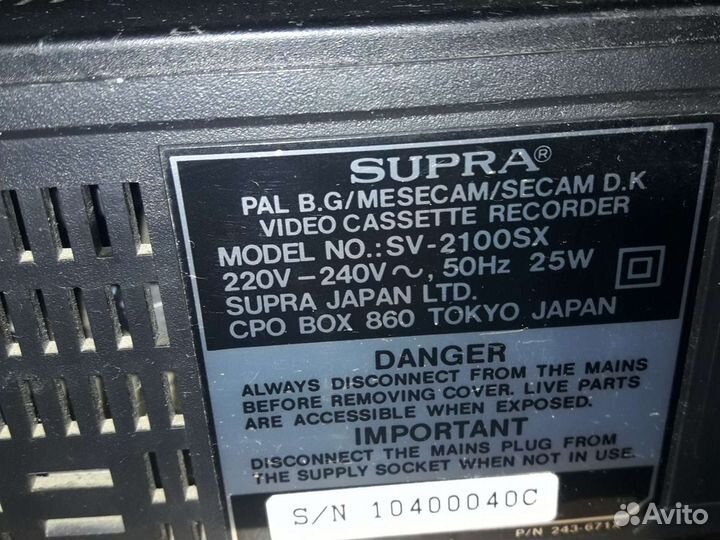 SUPRA®
PAL B.G/MESECAM/SECAM D.K
VIDEO CASSETTE RECORDER
MODEL NO.:SV-2100SX
220V-240V~, 50Hz 25W
SUPRA JAPAN LTD.
CPO BOX 860 TOKYO JAPAN
DANGER
ALWAYS DISCONNECT FROM THE MAINS
BEFORE REMOVING COVER. LIVE PARTS
ARE ACCESSIBLE WHEN EXPOSED.
IMPORTANT
DISCONNECT THE MAINS PLUG FROM
THE SUPPLY SOCKET WHEN NOT IN USE.
S/N 10400040C
P/N
Avito